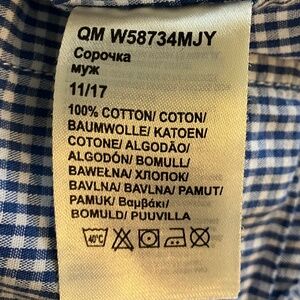 QM W58734MJY
Сорочка
муж
11/17
100% COTTON/ COTON/
BAUMWOLLE/ KATOEN/
COTONE/ ALGODÃO/
ALGODÓN/ BOMULL/
BAWEŁNA/ ХЛОПОК/
BAVLNA/ BAVLNA/ PAMUT/
PAMUK/ Βαμβάκι/
BOMULD/ PUUVILLA
40°C